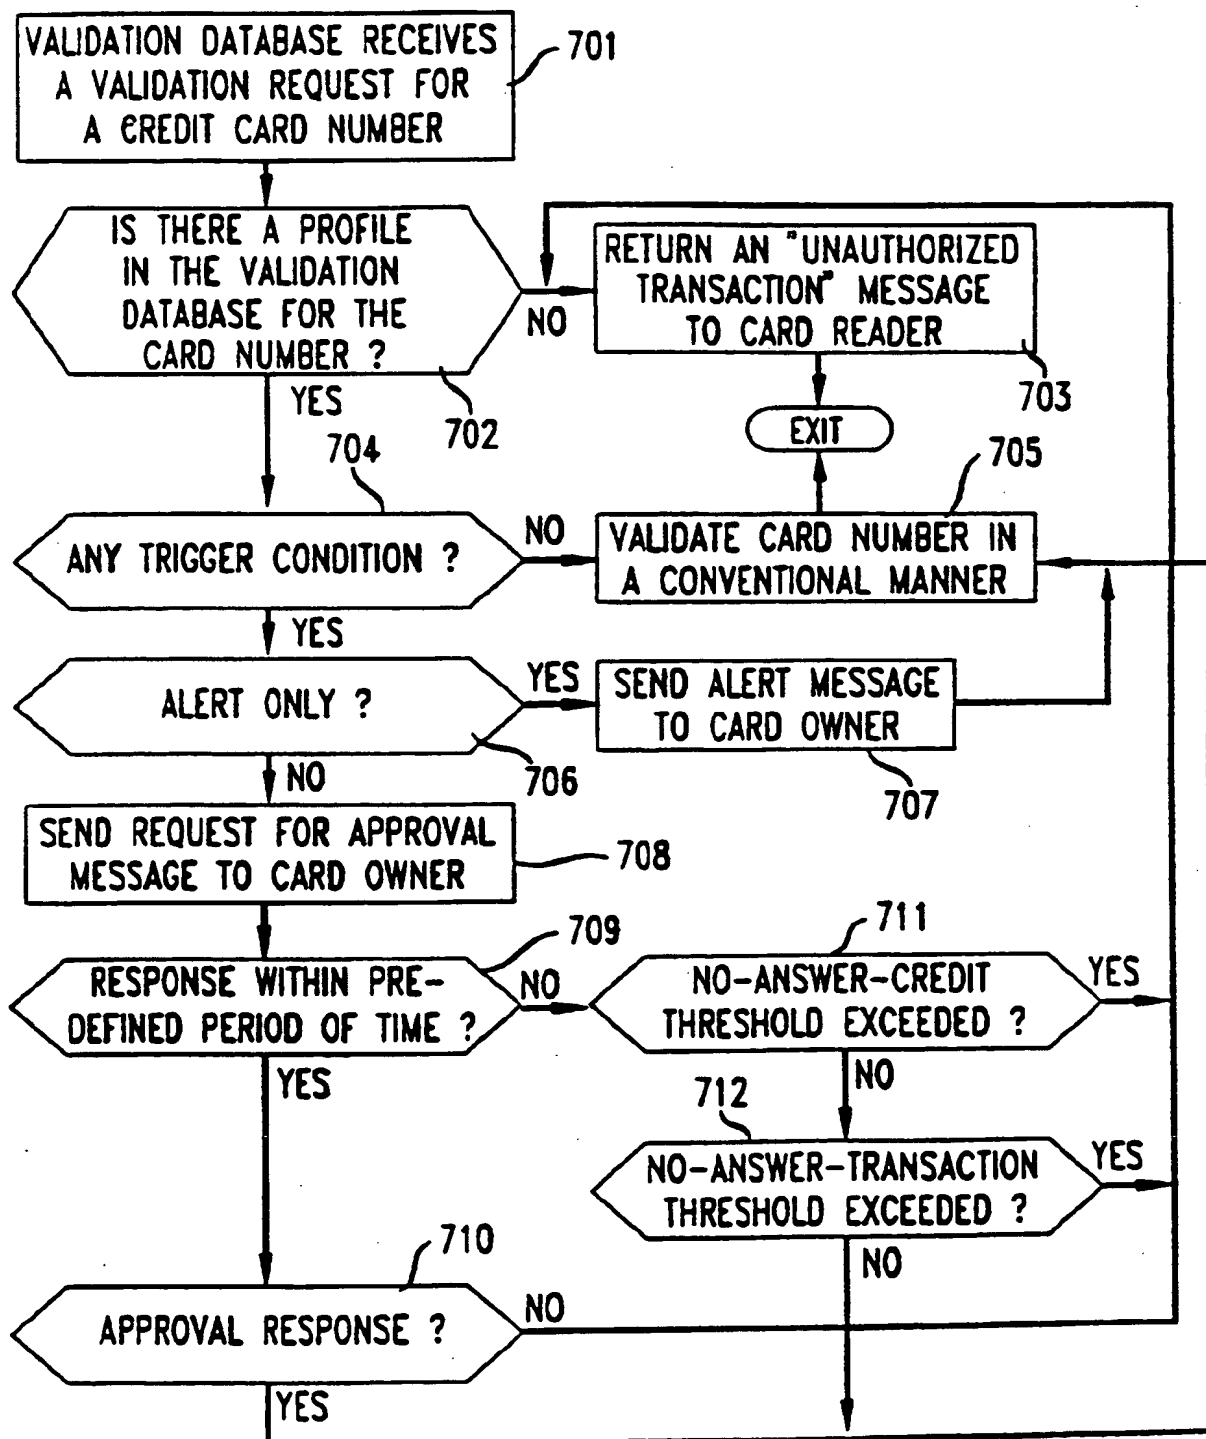 VALIDATION DATABASE RECEIVES
A VALIDATION REQUEST FOR
A CREDIT CARD NUMBER
701
IS THERE A PROFILE
IN THE VALIDATION
DATABASE FOR THE
CARD NUMBER ?
702
NO
YES
RETURN AN "UNAUTHORIZED
TRANSACTION" MESSAGE
TO CARD READER
703
EXIT
704
ANY TRIGGER CONDITION ?
NO
YES
705
VALIDATE CARD NUMBER IN
A CONVENTIONAL MANNER
ALERT ONLY ?
706
YES
NO
SEND ALERT MESSAGE
TO CARD OWNER
707
SEND REQUEST FOR APPROVAL
MESSAGE TO CARD OWNER
708
709
RESPONSE WITHIN PRE-
DEFINED PERIOD OF TIME ?
NO
YES
711
NO-ANSWER-CREDIT
THRESHOLD EXCEEDED ?
YES
NO
712
NO-ANSWER-TRANSACTION
THRESHOLD EXCEEDED ?
YES
NO
710
APPROVAL RESPONSE ?
NO
YES